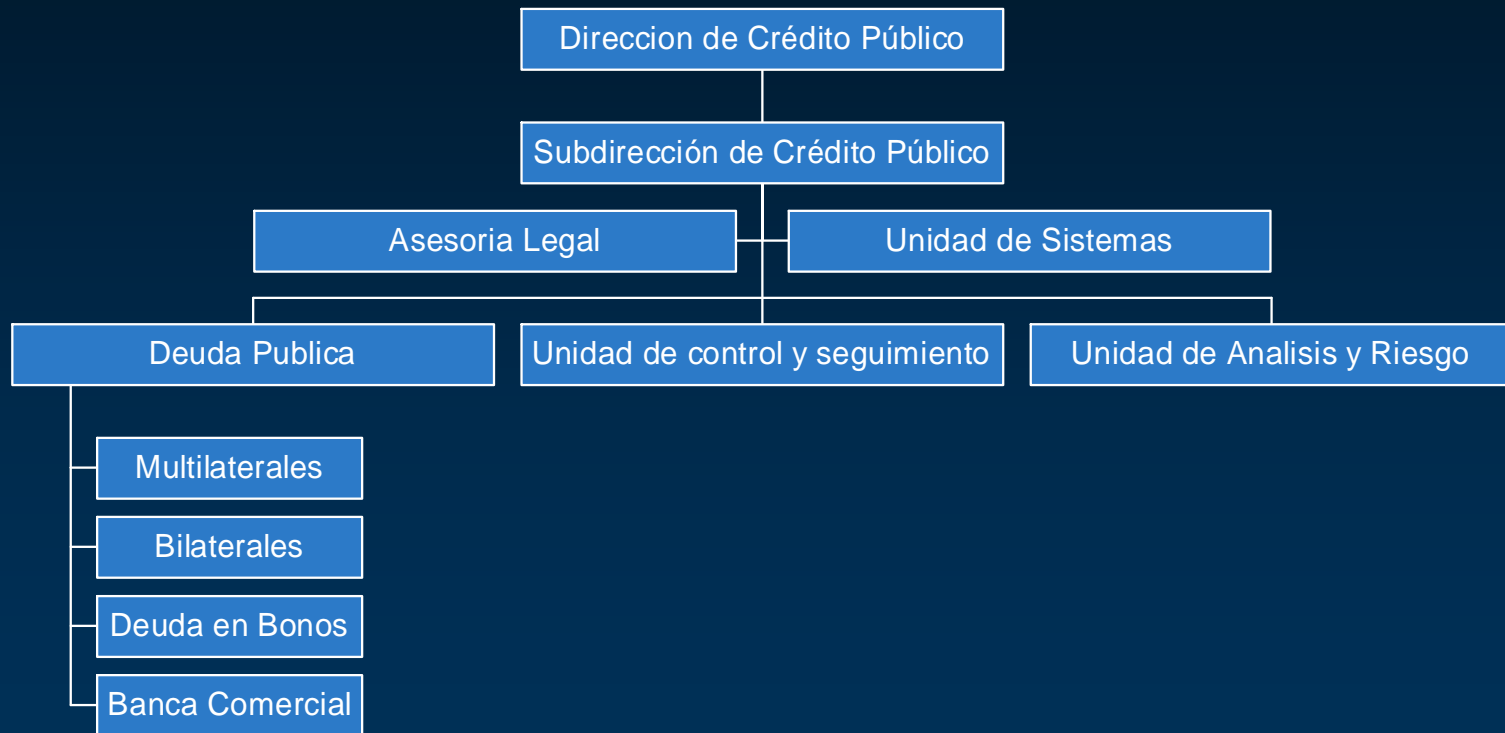 Direccion de Crédito Público
Subdirección de Crédito Público
Asesoria Legal
Unidad de Sistemas
Deuda Publica
Unidad de control y seguimiento
Unidad de Analisis y Riesgo
Multilaterales
Bilaterales
Deuda en Bonos
Banca Comercial